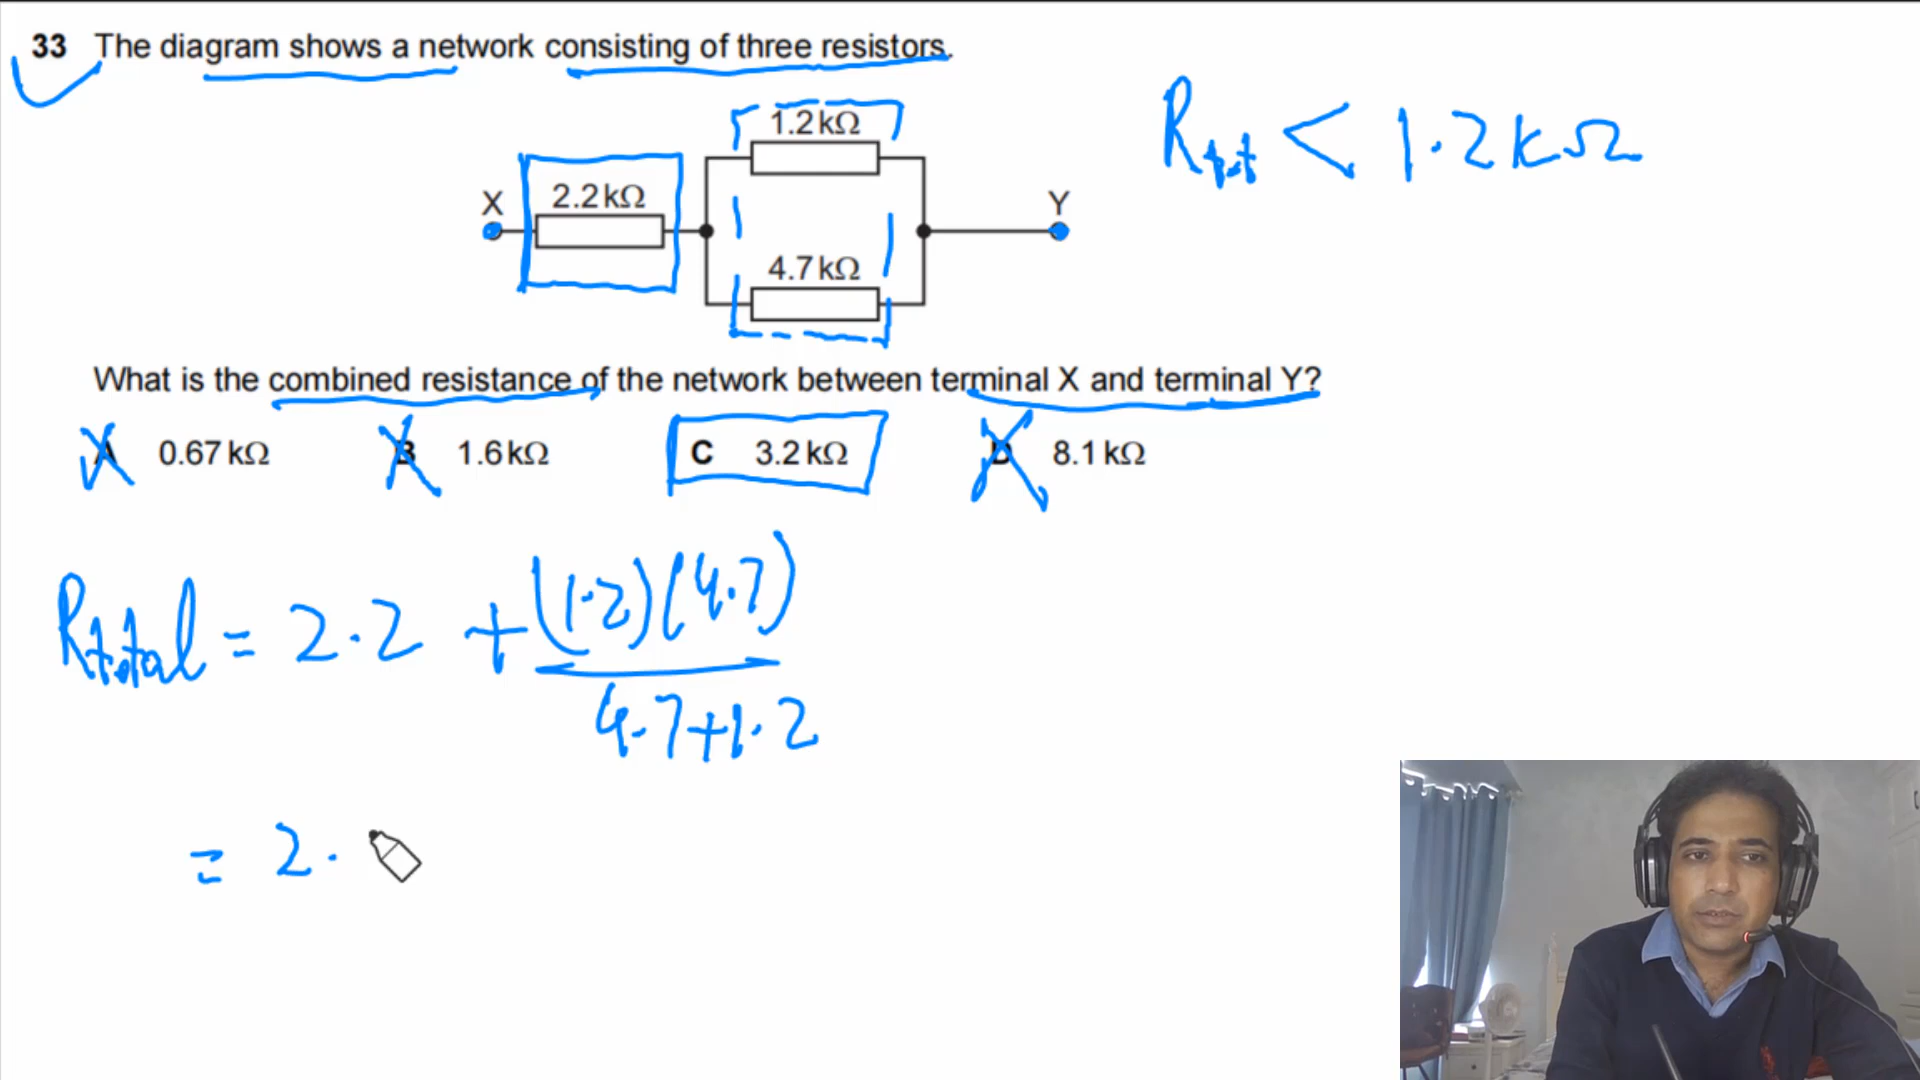 33 The diagram shows a network consisting of three resistors.
R_tot < 1.2kΩ
1.2kΩ
X 2.2kΩ Y
4.7kΩ
What is the combined resistance of the network between terminal X and terminal Y?
A 0.67kΩ B 1.6kΩ C 3.2kΩ D 8.1kΩ
R_total = 2.2 + (1.2)(4.7)
4.7+1.2
= 2.